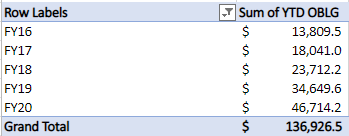 Row Labels Sum of YTD OBLG
FY16 $ 13,809.5
FY17 $ 18,041.0
FY18 $ 23,712.2
FY19 $ 34,649.6
FY20 $ 46,714.2
Grand Total $ 136,926.5